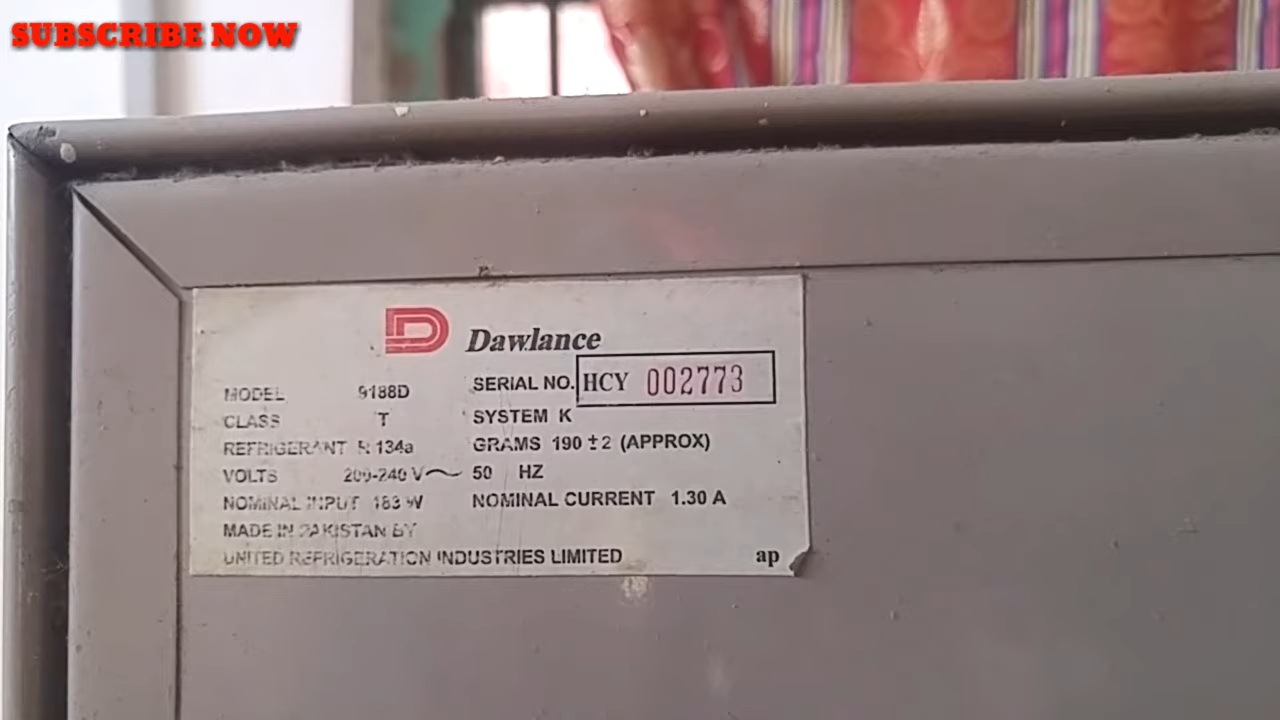 SUBSCRIBE NOW
Dawlance
MODEL 9188D SERIAL NO. HCY 002773
CLASS T SYSTEM K
REFRIGERANT R 134a GRAMS 190 ±2 (APPROX)
VOLTS 200-240 V~ 50 HZ
NOMINAL INPUT 183 W NOMINAL CURRENT 1.30 A
MADE IN PAKISTAN BY
UNITED REFRIGERATION INDUSTRIES LIMITED ap